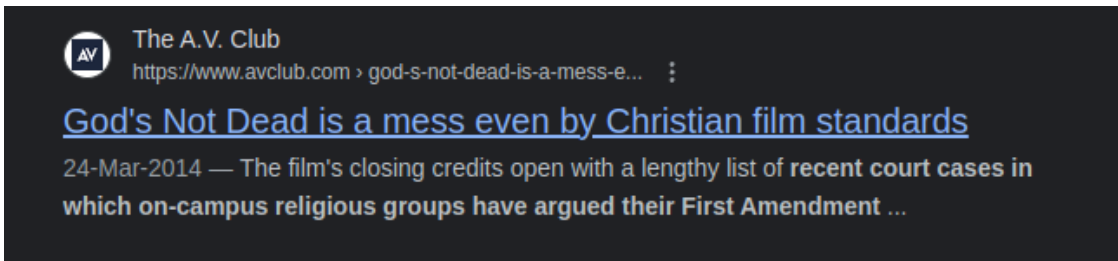 The A.V. Club
AV
https://www.avclub.com › god-s-not-dead-is-a-mess-e...
God's Not Dead is a mess even by Christian film standards
24-Mar-2014 — The film's closing credits open with a lengthy list of recent court cases in
which on-campus religious groups have argued their First Amendment ...